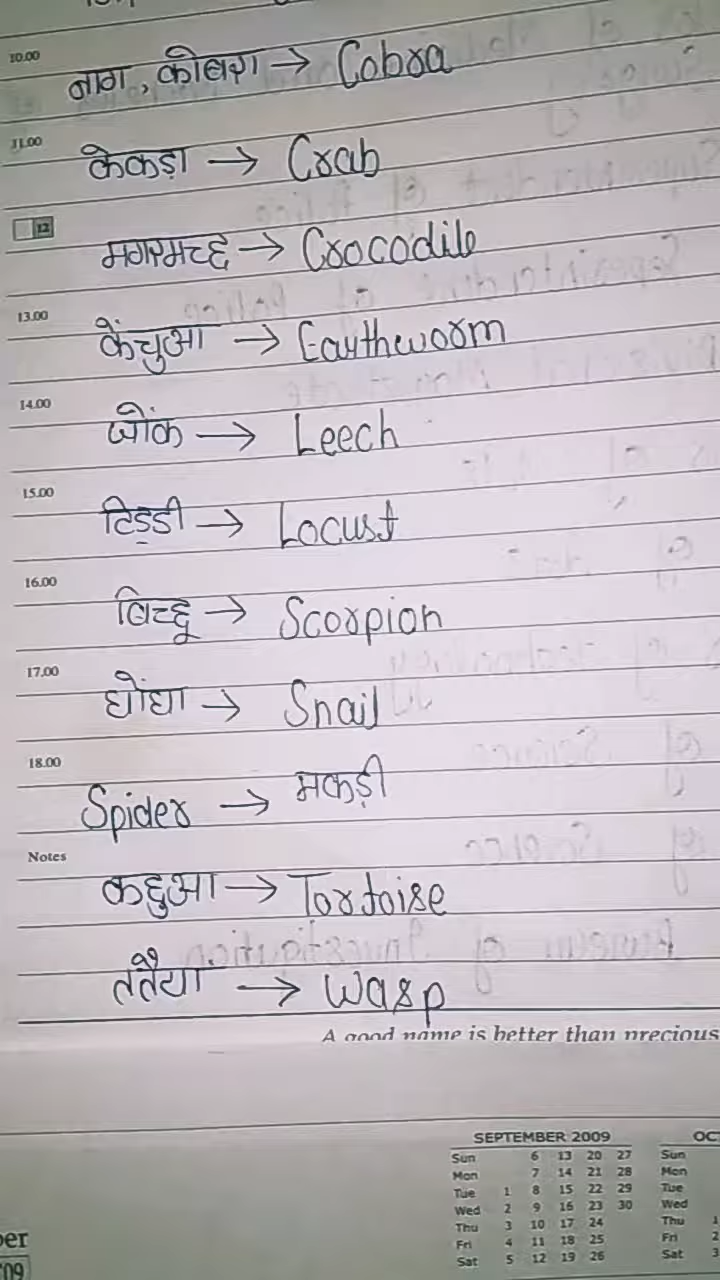 10.00
नाग, कोबरा → Cobra
11.00
केकड़ा → Crab
12
मगरमच्छ → Crocodile
13.00
केंचुआ → Earthworm
14.00
जोंक → Leech
15.00
टिड्डी → Locust
16.00
बिच्छू → Scorpion
17.00
घोंघा → Snail
18.00
Spider → मकड़ी
Notes
कछुआ → Tortoise
ततैया → Wasp
A good name is better than precious
SEPTEMBER 2009
Sun 6 13 20 27
Mon 7 14 21 28
Tue 1 8 15 22 29
Wed 2 9 16 23 30
Thu 3 10 17 24
Fri 4 11 18 25
Sat 5 12 19 26
OC
Sun
Mon
Tue
Wed
Thu 1
Fri 2
Sat 3
ber
09